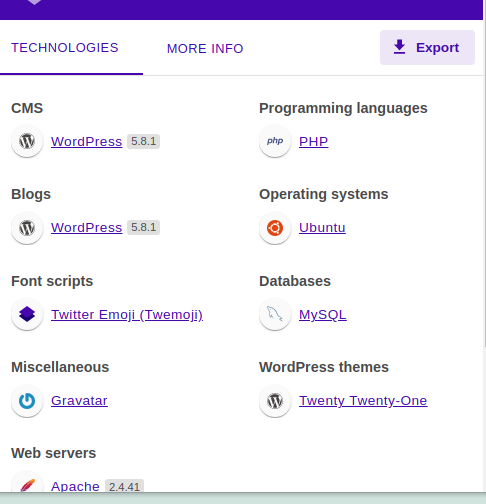 TECHNOLOGIES
MORE INFO
Export
CMS
WordPress 5.8.1
Programming languages
php PHP
Blogs
WordPress 5.8.1
Operating systems
Ubuntu
Font scripts
Twitter Emoji (Twemoji)
Databases
MySQL
Miscellaneous
Gravatar
WordPress themes
Twenty Twenty-One
Web servers
Apache 2.4.41